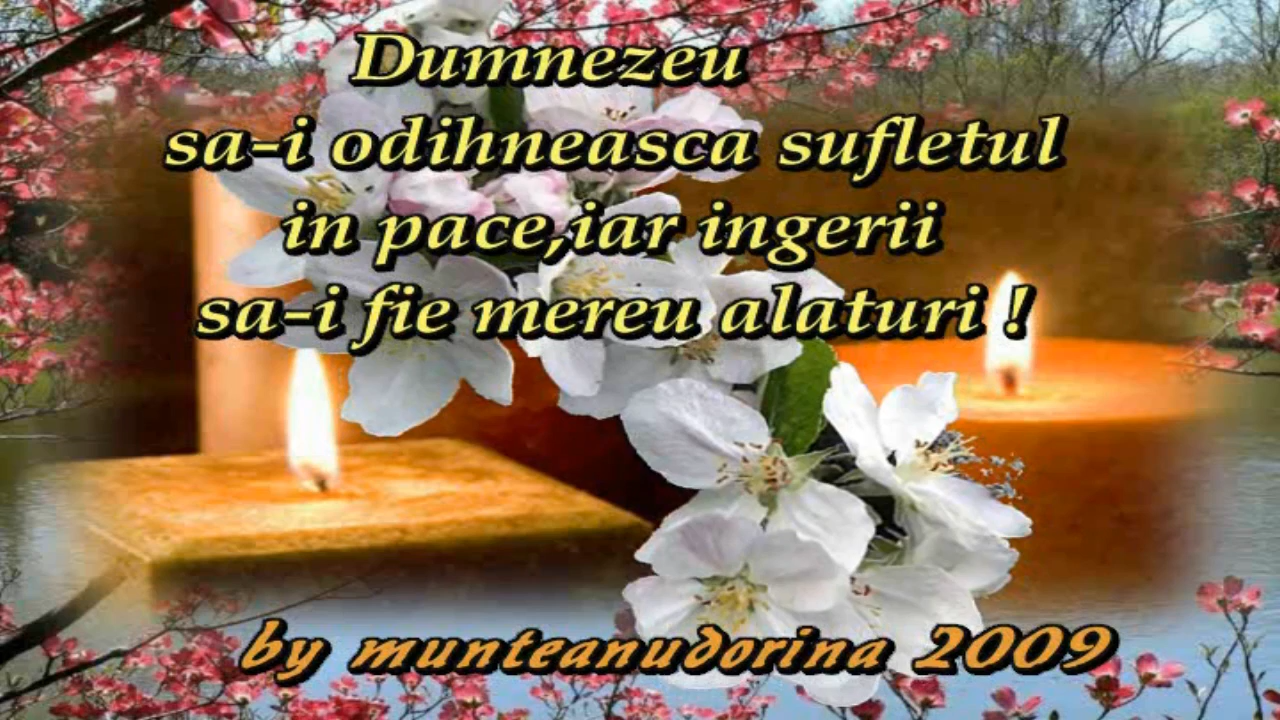 Dumnezeu
sa-i odihneasca sufletul
in pace,iar ingerii
sa-i fie mereu alaturi !
by munteanudorina 2009